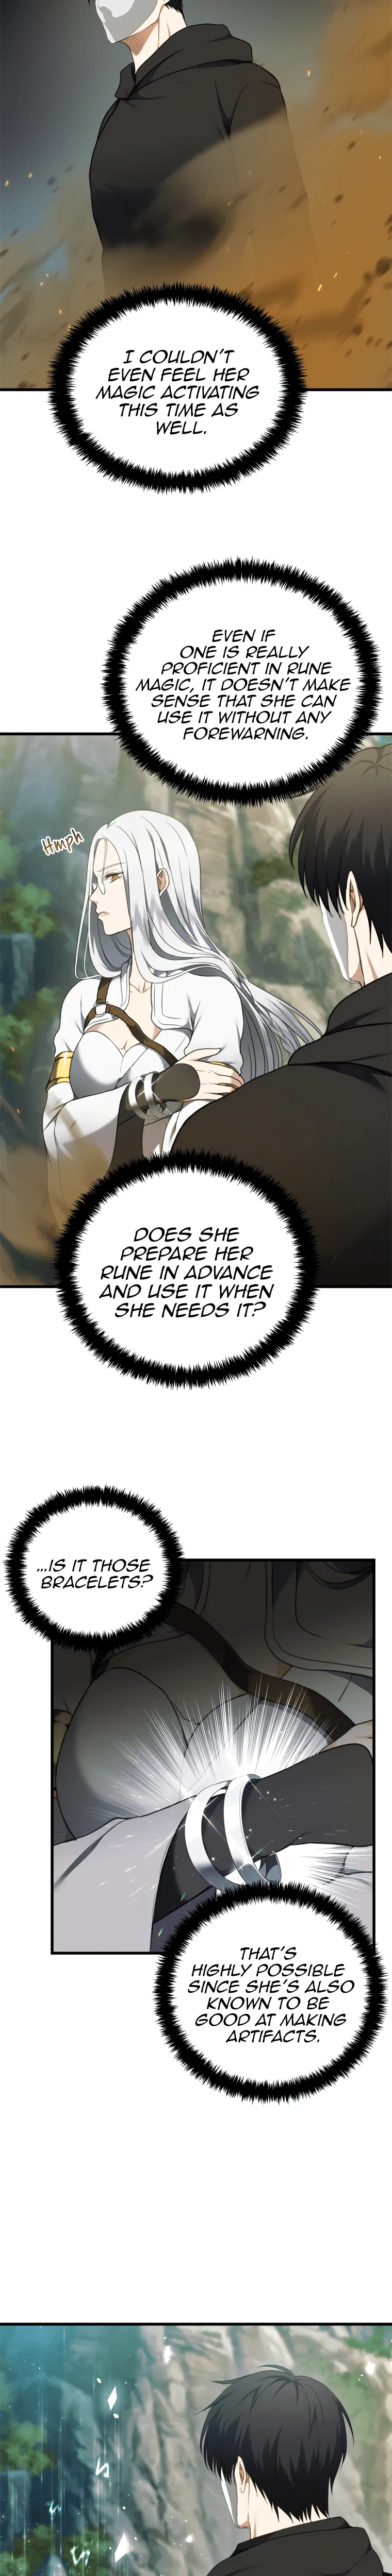 I COULDN'T
EVEN FEEL HER
MAGIC ACTIVATING
THIS TIME AS
WELL.
EVEN IF
ONE IS REALLY
PROFICIENT IN RUNE
MAGIC, IT DOESN'T MAKE
SENSE THAT SHE CAN
USE IT WITHOUT ANY
FOREWARNING.
Hmph
DOES SHE
PREPARE HER
RUNE IN ADVANCE
AND USE IT WHEN
SHE NEEDS IT?
...IS IT THOSE
BRACELETS?
THAT'S
HIGHLY POSSIBLE
SINCE SHE'S ALSO
KNOWN TO BE
GOOD AT MAKING
ARTIFACTS.